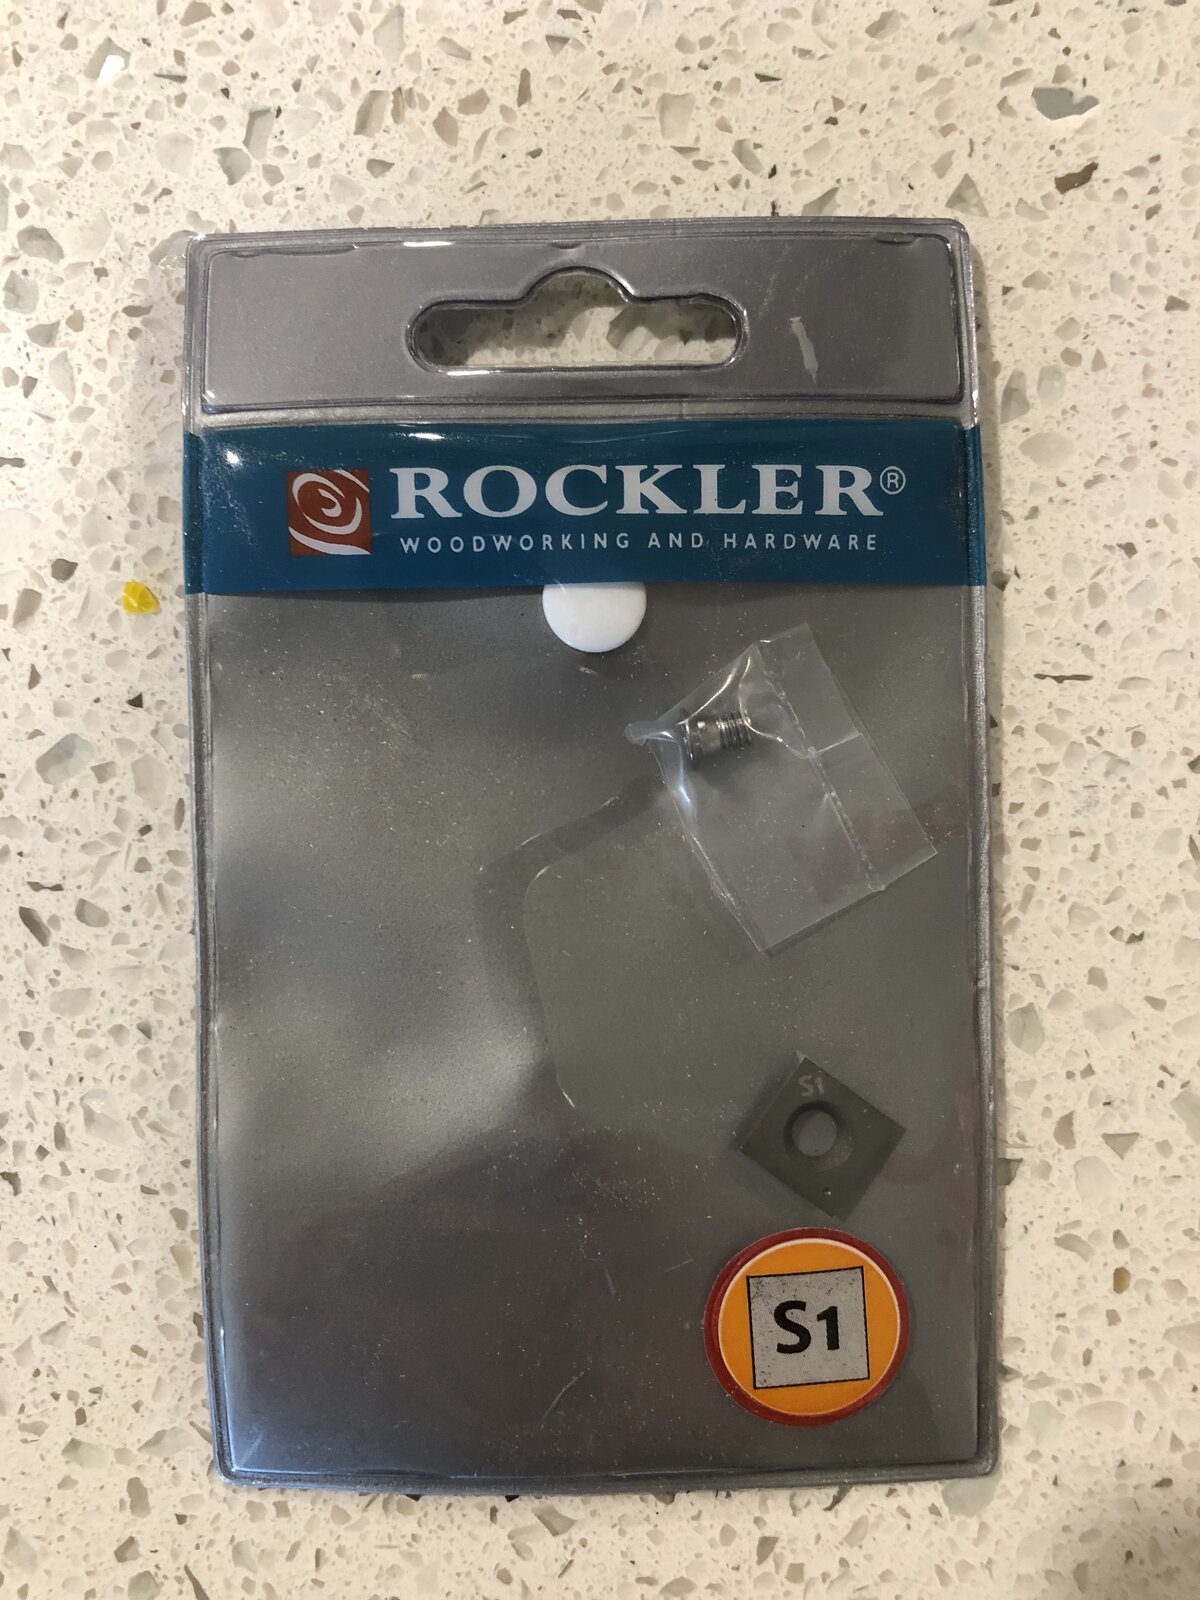 ROCKLER®
WOODWORKING AND HARDWARE
S1
S1